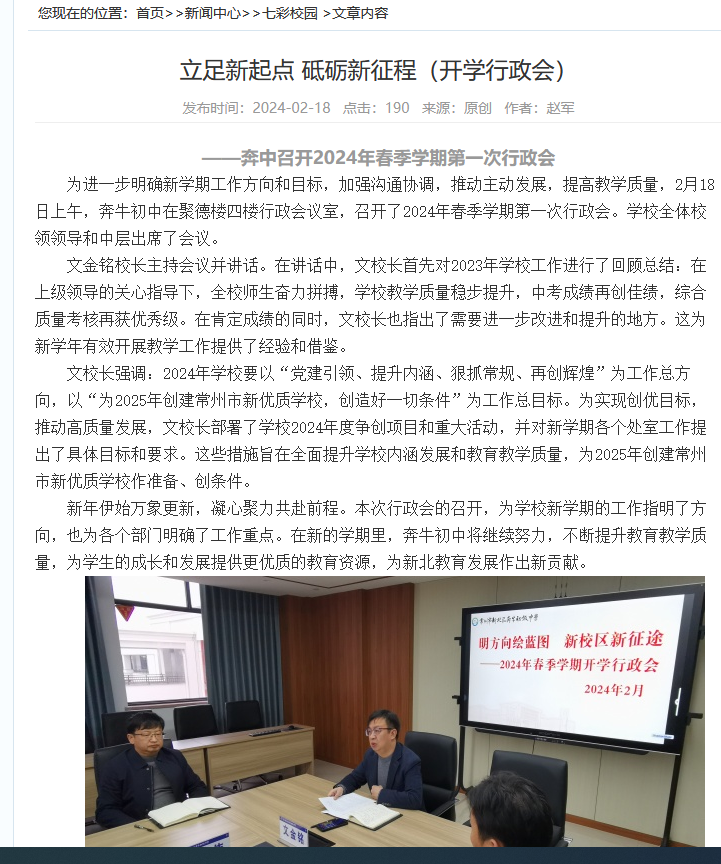 您现在的位置：首页>>新闻中心>>七彩校园 >文章内容
立足新起点 砥砺新征程（开学行政会）
发布时间：2024-02-18 点击：190 来源：原创 作者：赵军
——奔中召开2024年春季学期第一次行政会
为进一步明确新学期工作方向和目标，加强沟通协调，推动主动发展，提高教学质量，2月18
日上午，奔牛初中在聚德楼四楼行政会议室，召开了2024年春季学期第一次行政会。学校全体校
领领导和中层出席了会议。
文金铭校长主持会议并讲话。在讲话中，文校长首先对2023年学校工作进行了回顾总结：在
上级领导的关心指导下，全校师生奋力拼搏，学校教学质量稳步提升，中考成绩再创佳绩，综合
质量考核再获优秀级。在肯定成绩的同时，文校长也指出了需要进一步改进和提升的地方。这为
新学年有效开展教学工作提供了经验和借鉴。
文校长强调：2024年学校要以“党建引领、提升内涵、狠抓常规、再创辉煌”为工作总方
向，以“为2025年创建常州市新优质学校，创造好一切条件”为工作总目标。为实现创优目标，
推动高质量发展，文校长部署了学校2024年度争创项目和重大活动，并对新学期各个处室工作提
出了具体目标和要求。这些措施旨在全面提升学校内涵发展和教育教学质量，为2025年创建常州
市新优质学校作准备、创条件。
新年伊始万象更新，凝心聚力共赴前程。本次行政会的召开，为学校新学期的工作指明了方
向，也为各个部门明确了工作重点。在新的学期里，奔牛初中将继续努力，不断提升教育教学质
量，为学生的成长和发展提供更优质的教育资源，为新北教育发展作出新贡献。
明方向绘蓝图 新校区新征途
——2024年春季学期开学行政会
2024年2月
文金铭